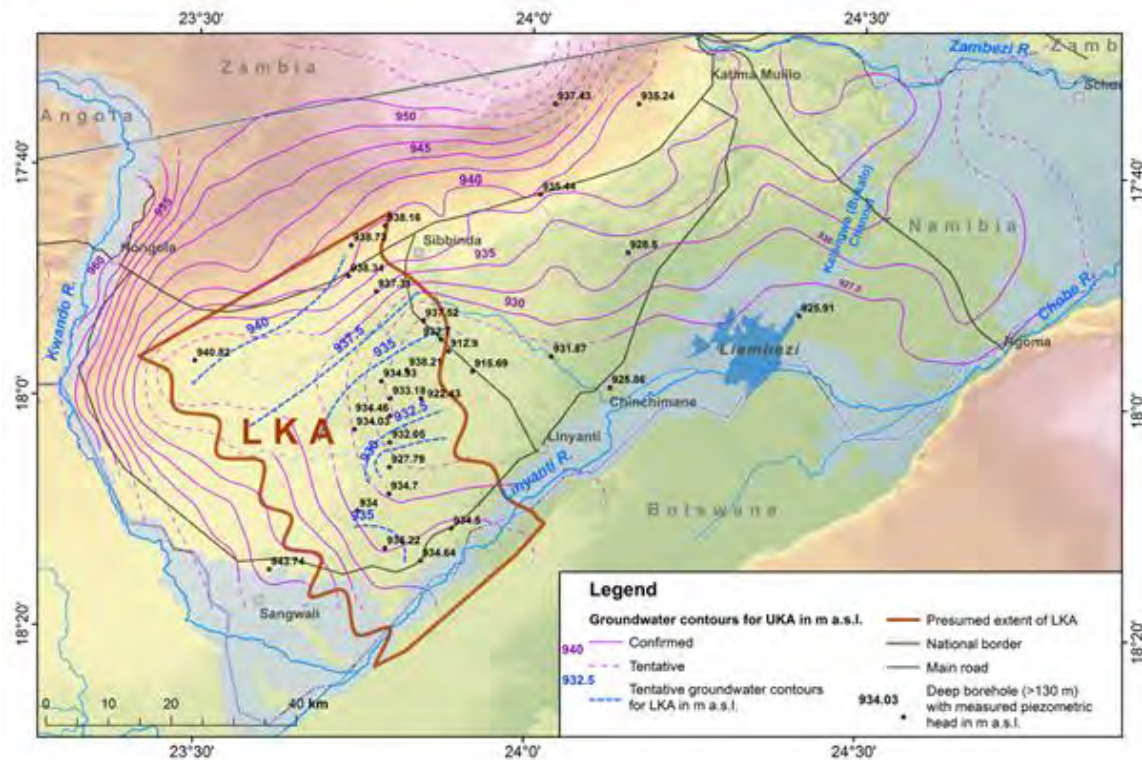 23°30'
24°0'
24°30'
Zambezi R.
Zamb
Zambia
Katima Mulilo
937.43
935.24
Angola
950
945
17°40'
17°40'
940
935.44
955
938.16
Kongola
938.73
Sibbinda
935
928.5
Namibia
960
938.34
937.35
930
927.5
Chobe R.
Kwando R.
940
937.5
937.52
925.91
912.9
Liambezi
Ngoma
940.82
935
938.21
915.69
931.87
18°0'
18°0'
933.18
922.43
925.86
Chinchimane
934.46
932.5
934.03
LKA
932.05
Linyanti
930
927.79
Linyanti R.
934.7
934
935
934.5
Botswana
936.22
934.64
943.74
Sangwali
18°20'
18°20'
Legend
Groundwater contours for UKA in m a.s.l.
940
Confirmed
Tentative
932.5
Tentative groundwater contours
for LKA in m a.s.l.
Presumed extent of LKA
National border
Main road
934.03
Deep borehole (>130 m)
with measured piezometric
head in m a.s.l.
0 10 20 40 km
23°30'
24°0'
24°30'